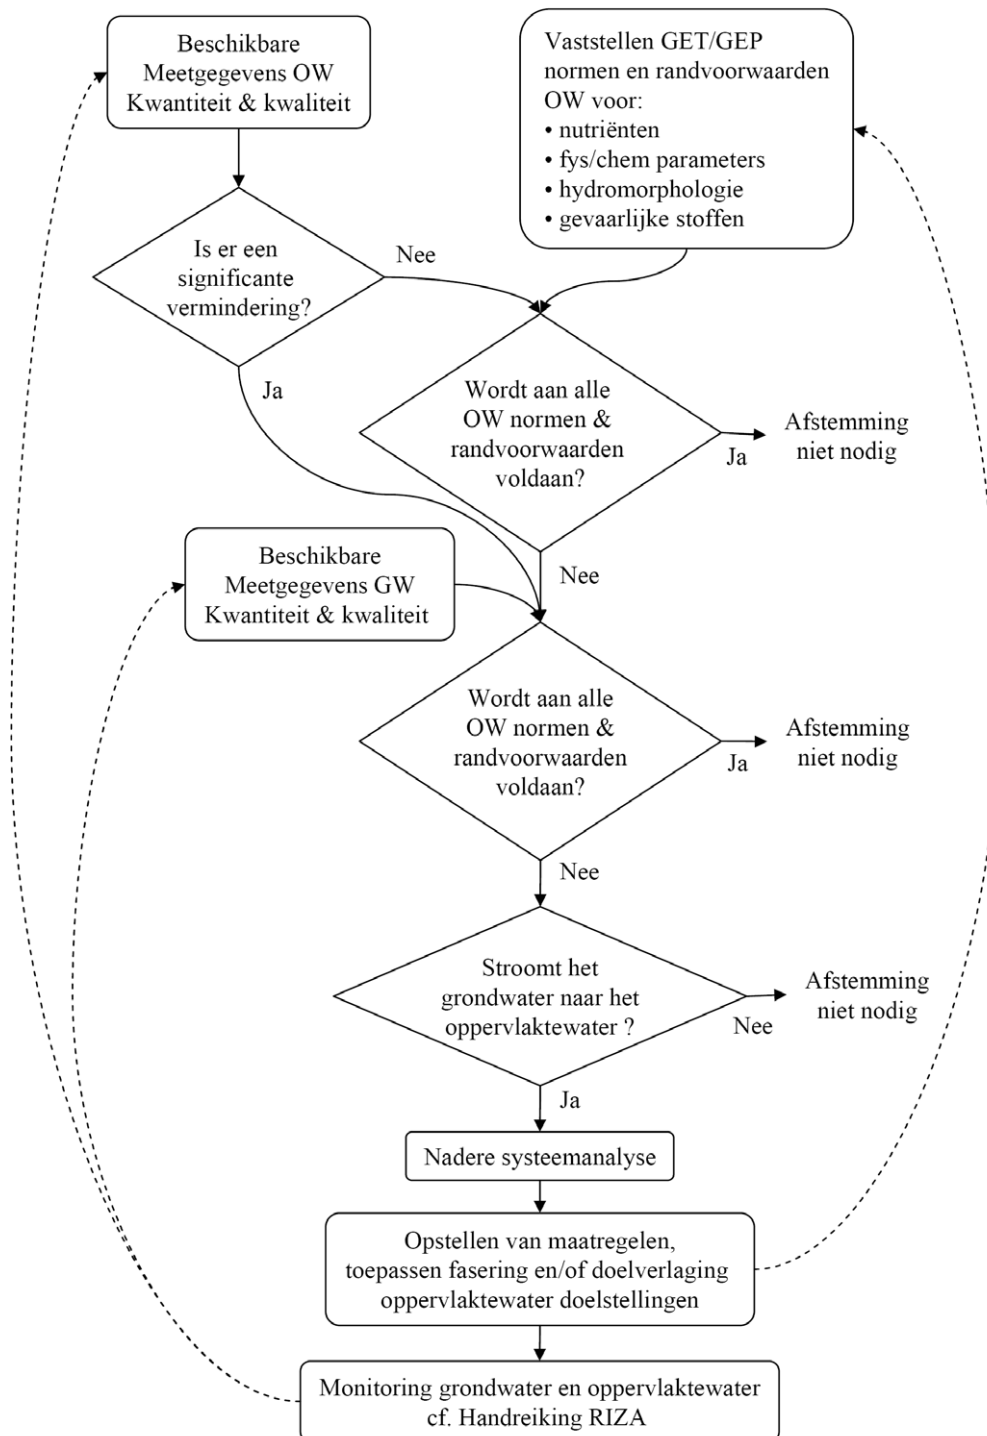 Beschikbare
Meetgegevens OW
Kwantiteit & kwaliteit
Vaststellen GET/GEP
normen en randvoorwaarden
OW voor:
• nutriënten
• fys/chem parameters
• hydromorphologie
• gevaarlijke stoffen
Is er een
significante
vermindering?
Nee
Ja
Wordt aan alle
OW normen &
randvoorwaarden
voldaan?
Ja
Afstemming
niet nodig
Nee
Beschikbare
Meetgegevens GW
Kwantiteit & kwaliteit
Wordt aan alle
OW normen &
randvoorwaarden
voldaan?
Ja
Afstemming
niet nodig
Nee
Stroomt het
grondwater naar het
oppervlaktewater ?
Nee
Afstemming
niet nodig
Ja
Nadere systeemanalyse
Opstellen van maatregelen,
toepassen fasering en/of doelverlaging
oppervlaktewater doelstellingen
Monitoring grondwater en oppervlaktewater
cf. Handreiking RIZA